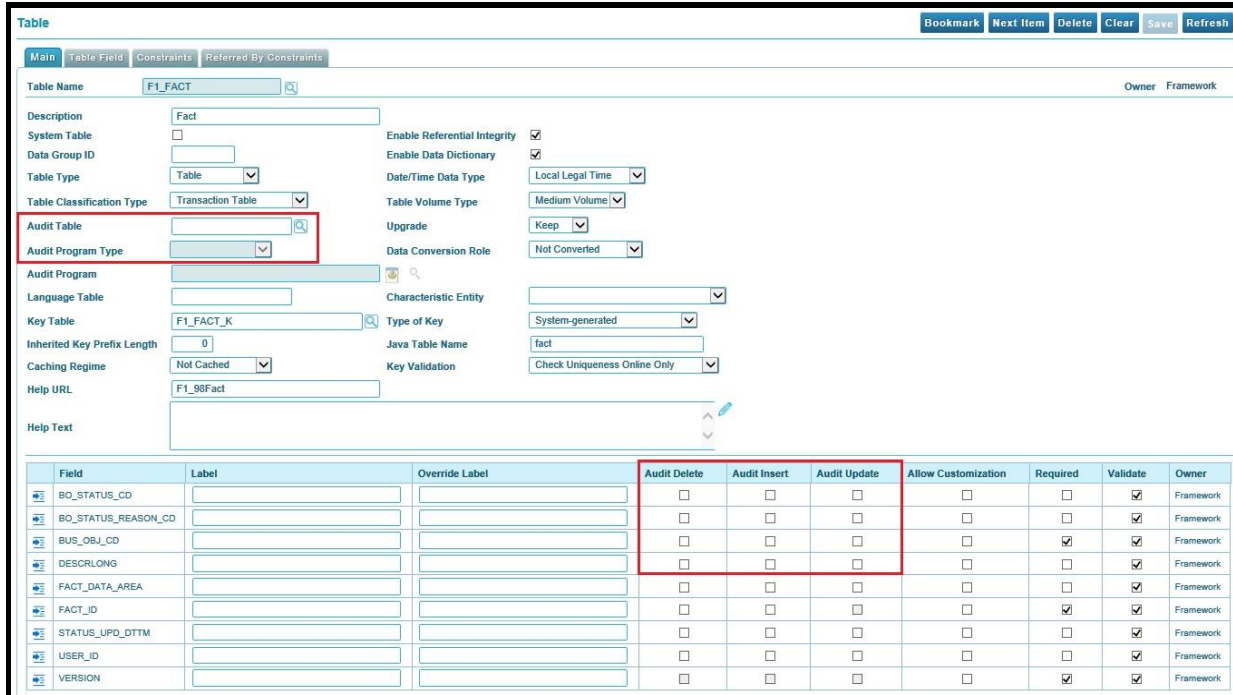 Table Bookmark Next Item Delete Clear Save Refresh
Main Table Field Constraints Referred By Constraints
Table Name F1_FACT Owner Framework
Description Fact
System Table Enable Referential Integrity
Data Group ID Enable Data Dictionary
Table Type Table Date/Time Data Type Local Legal Time
Table Classification Type Transaction Table Table Volume Type Medium Volume
Audit Table Upgrade Keep
Audit Program Type Data Conversion Role Not Converted
Audit Program
Language Table Characteristic Entity
Key Table F1_FACT_K Type of Key System-generated
Inherited Key Prefix Length 0 Java Table Name fact
Caching Regime Not Cached Key Validation Check Uniqueness Online Only
Help URL F1_98Fact
Help Text
Field Label Override Label Audit Delete Audit Insert Audit Update Allow Customization Required Validate Owner
BO_STATUS_CD Framework
BO_STATUS_REASON_CD Framework
BUS_OBJ_CD Framework
DESCRLONG Framework
FACT_DATA_AREA Framework
FACT_ID Framework
STATUS_UPD_DTTM Framework
USER_ID Framework
VERSION Framework